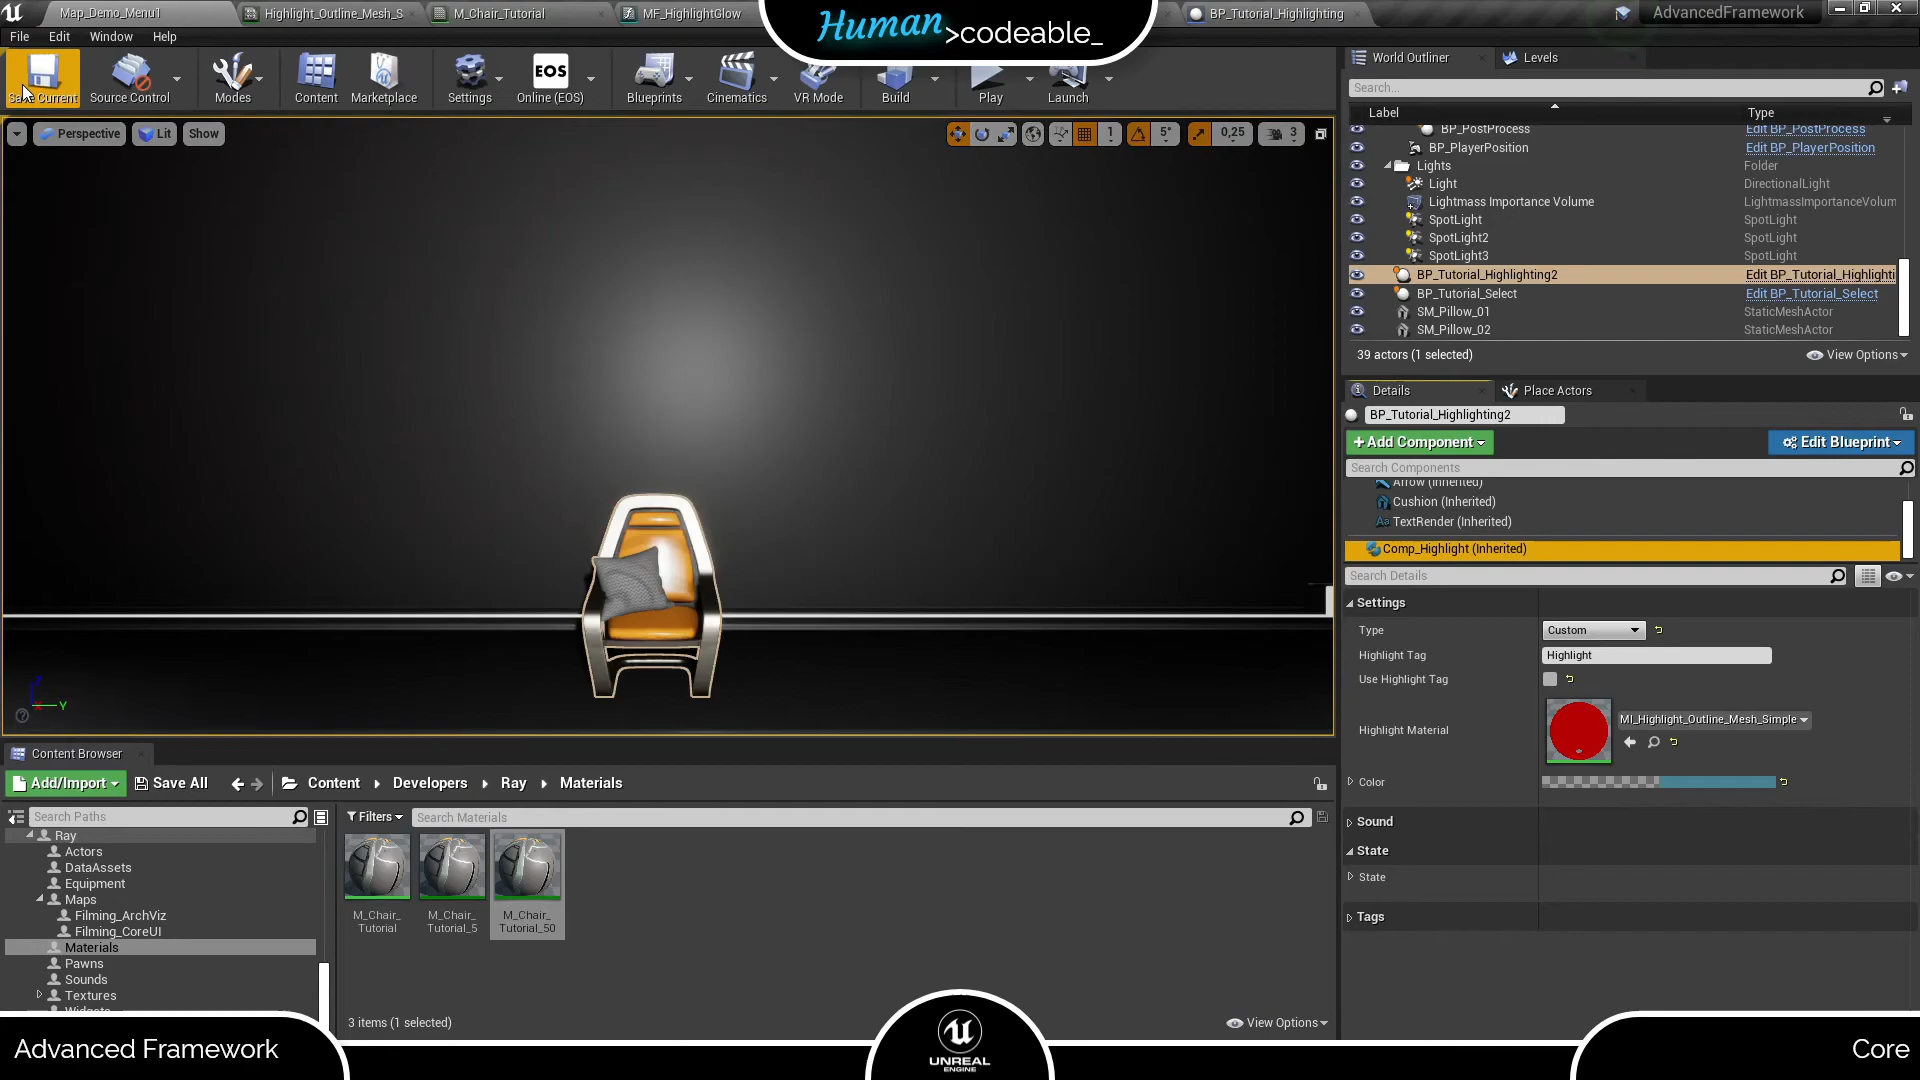 Map_Demo_Menu1
Highlight_Outline_Mesh_S
M_Chair_Tutorial
MF_HighlightGlow
BP_Tutorial_Highlighting
AdvancedFramework
Human >codeable_
File Edit Window Help
Save Current
Source Control
Modes
Content
Marketplace
Settings
EOS
Online (EOS)
Blueprints
Cinematics
VR Mode
Build
Play
Launch
Perspective
Lit
Show
1
5°
0,25
3
Y
World Outliner
Levels
Search...
Label Type
BP_PostProcess Edit BP_PostProcess
BP_PlayerPosition Edit BP_PlayerPosition
Lights Folder
Light DirectionalLight
Lightmass Importance Volume LightmassImportanceVolum
SpotLight SpotLight
SpotLight2 SpotLight
SpotLight3 SpotLight
BP_Tutorial_Highlighting2 Edit BP_Tutorial_Highlighti
BP_Tutorial_Select Edit BP_Tutorial_Select
SM_Pillow_01 StaticMeshActor
SM_Pillow_02 StaticMeshActor
39 actors (1 selected)
View Options
Details
Place Actors
BP_Tutorial_Highlighting2
+Add Component
Edit Blueprint
Search Components
Arrow (Inherited)
Cushion (Inherited)
Aa TextRender (Inherited)
Comp_Highlight (Inherited)
Search Details
Settings
Type Custom
Highlight Tag Highlight
Use Highlight Tag
Highlight Material MI_Highlight_Outline_Mesh_Simple
Color
Sound
State
State
Tags
Content Browser
Add/Import
Save All
Content Developers Ray Materials
Search Paths
Filters
Search Materials
Ray
Actors
DataAssets
Equipment
Maps
Filming_ArchViz
Filming_CoreUI
Materials
Pawns
Sounds
Textures
Widgets
M_Chair_
Tutorial
M_Chair_
Tutorial_5
M_Chair_
Tutorial_50
3 items (1 selected)
View Options
Advanced Framework
UNREAL
ENGINE
Core